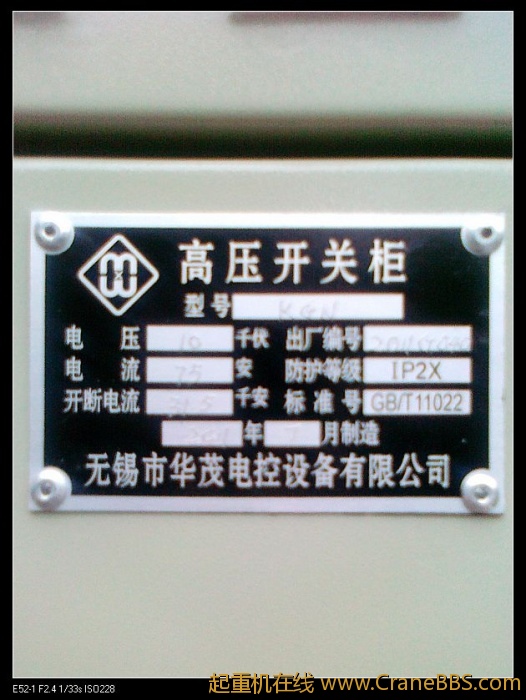 高压开关柜
型号 KGN
电压 10 千伏 出厂编号
电流 75 安 防护等级 IP2X
开断电流 31.5 千安 标准号 GB/T11022
年 月制造
无锡市华茂电控设备有限公司
E52-1 F2.4 1/33s ISO228
起重机在线 www.CraneBBS.com